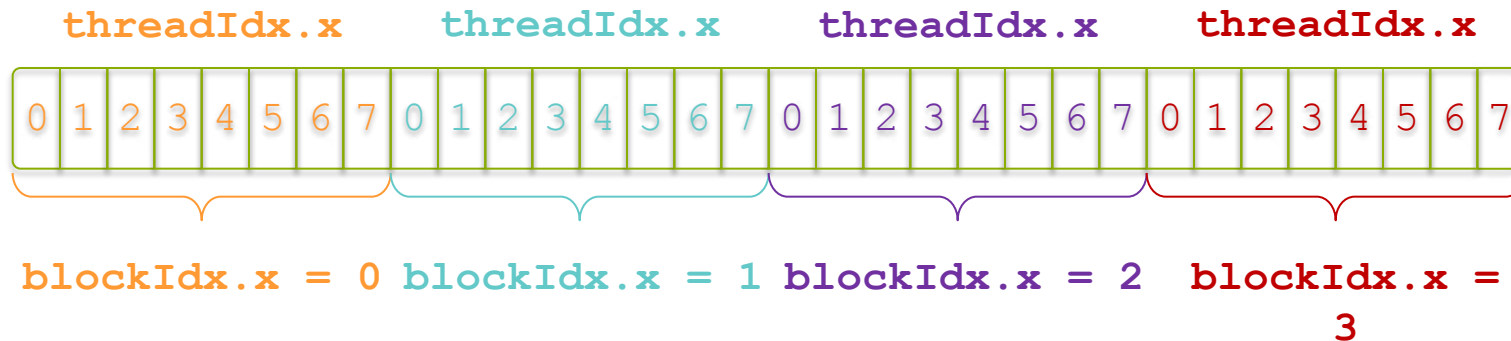 threadIdx.x threadIdx.x threadIdx.x threadIdx.x
0 1 2 3 4 5 6 7 0 1 2 3 4 5 6 7 0 1 2 3 4 5 6 7 0 1 2 3 4 5 6 7
blockIdx.x = 0 blockIdx.x = 1 blockIdx.x = 2 blockIdx.x =
3